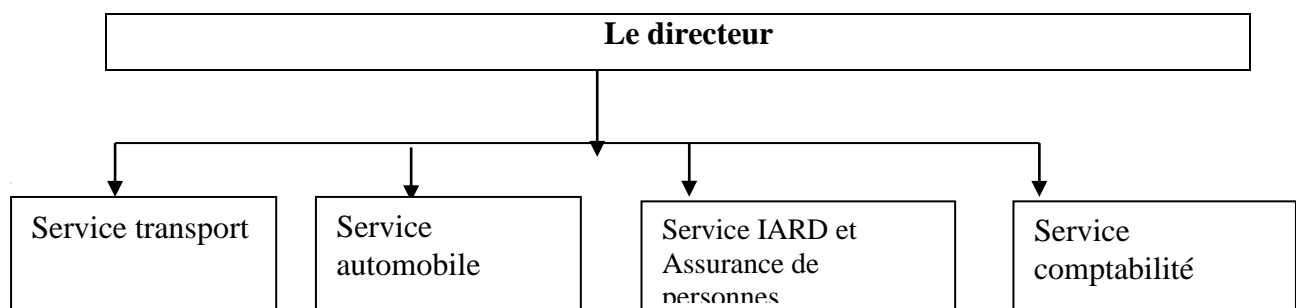 Le directeur
Service transport
Service
automobile
Service IARD et
Assurance de
personnes
Service
comptabilité